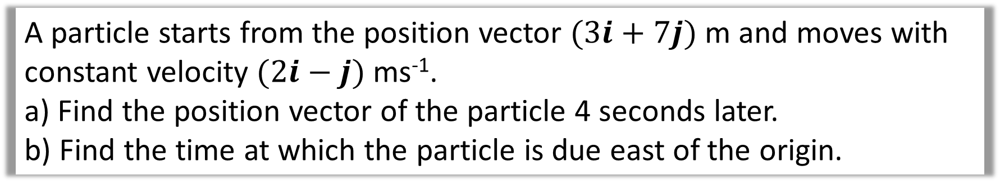 A particle starts from the position vector (3𝒊 + 7𝒋) m and moves with
constant velocity (2𝒊 − 𝒋) ms⁻¹.
a) Find the position vector of the particle 4 seconds later.
b) Find the time at which the particle is due east of the origin.